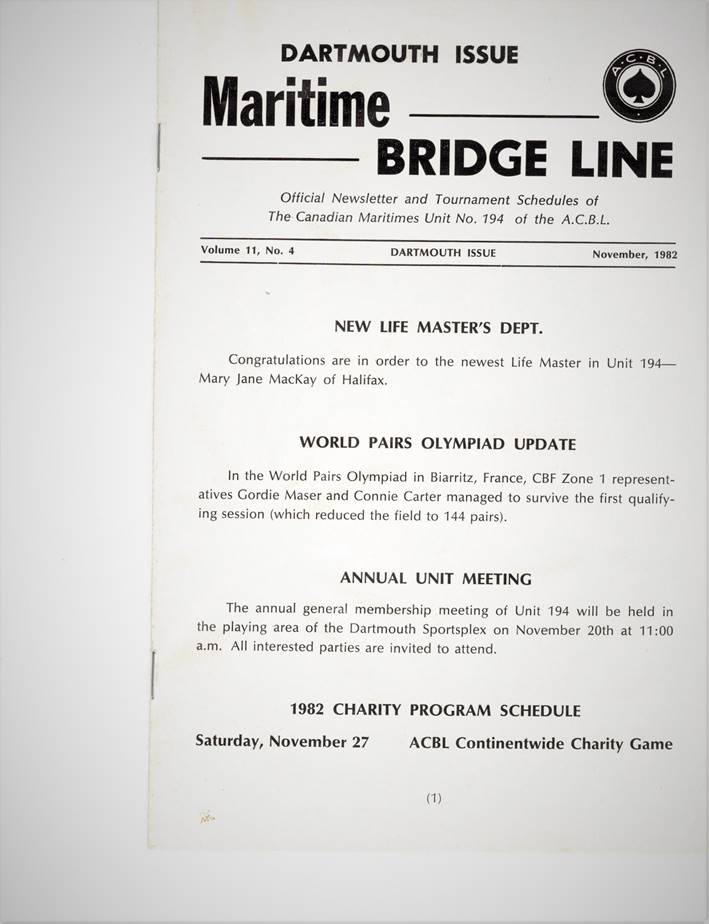 DARTMOUTH ISSUE
A·C·B·L
Maritime
BRIDGE LINE
Official Newsletter and Tournament Schedules of
The Canadian Maritimes Unit No. 194 of the A.C.B.L.
Volume 11, No. 4 DARTMOUTH ISSUE November, 1982
NEW LIFE MASTER'S DEPT.
Congratulations are in order to the newest Life Master in Unit 194—
Mary Jane MacKay of Halifax.
WORLD PAIRS OLYMPIAD UPDATE
In the World Pairs Olympiad in Biarritz, France, CBF Zone 1 represent-
atives Gordie Maser and Connie Carter managed to survive the first qualify-
ing session (which reduced the field to 144 pairs).
ANNUAL UNIT MEETING
The annual general membership meeting of Unit 194 will be held in
the playing area of the Dartmouth Sportsplex on November 20th at 11:00
a.m. All interested parties are invited to attend.
1982 CHARITY PROGRAM SCHEDULE
Saturday, November 27 ACBL Continentwide Charity Game
(1)